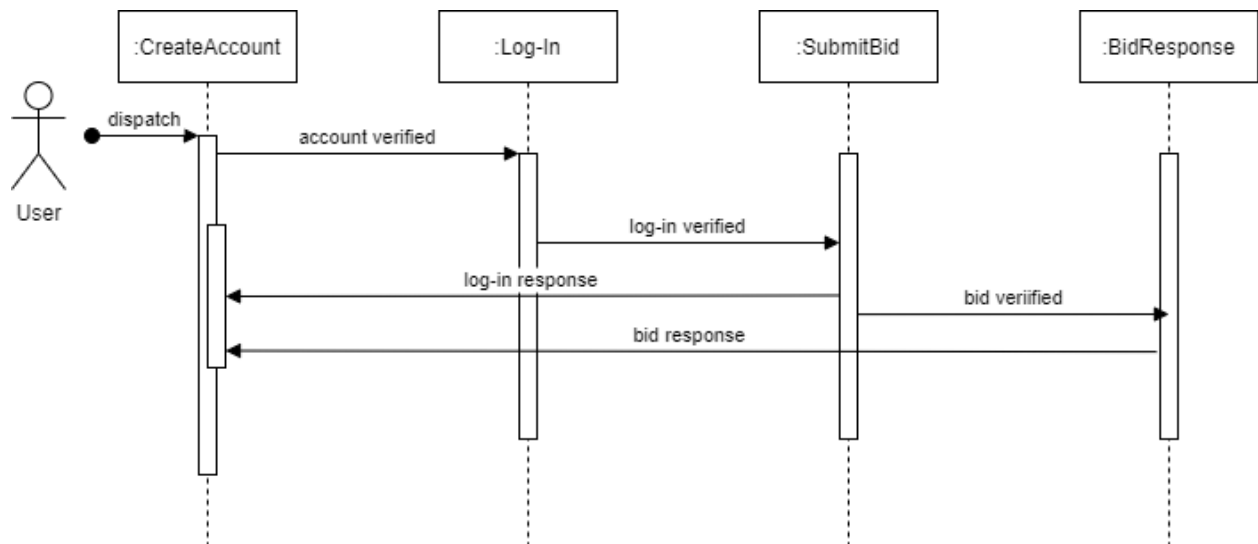 :CreateAccount
:Log-In
:SubmitBid
:BidResponse
dispatch
account verified
User
log-in verified
log-in response
bid veriified
bid response